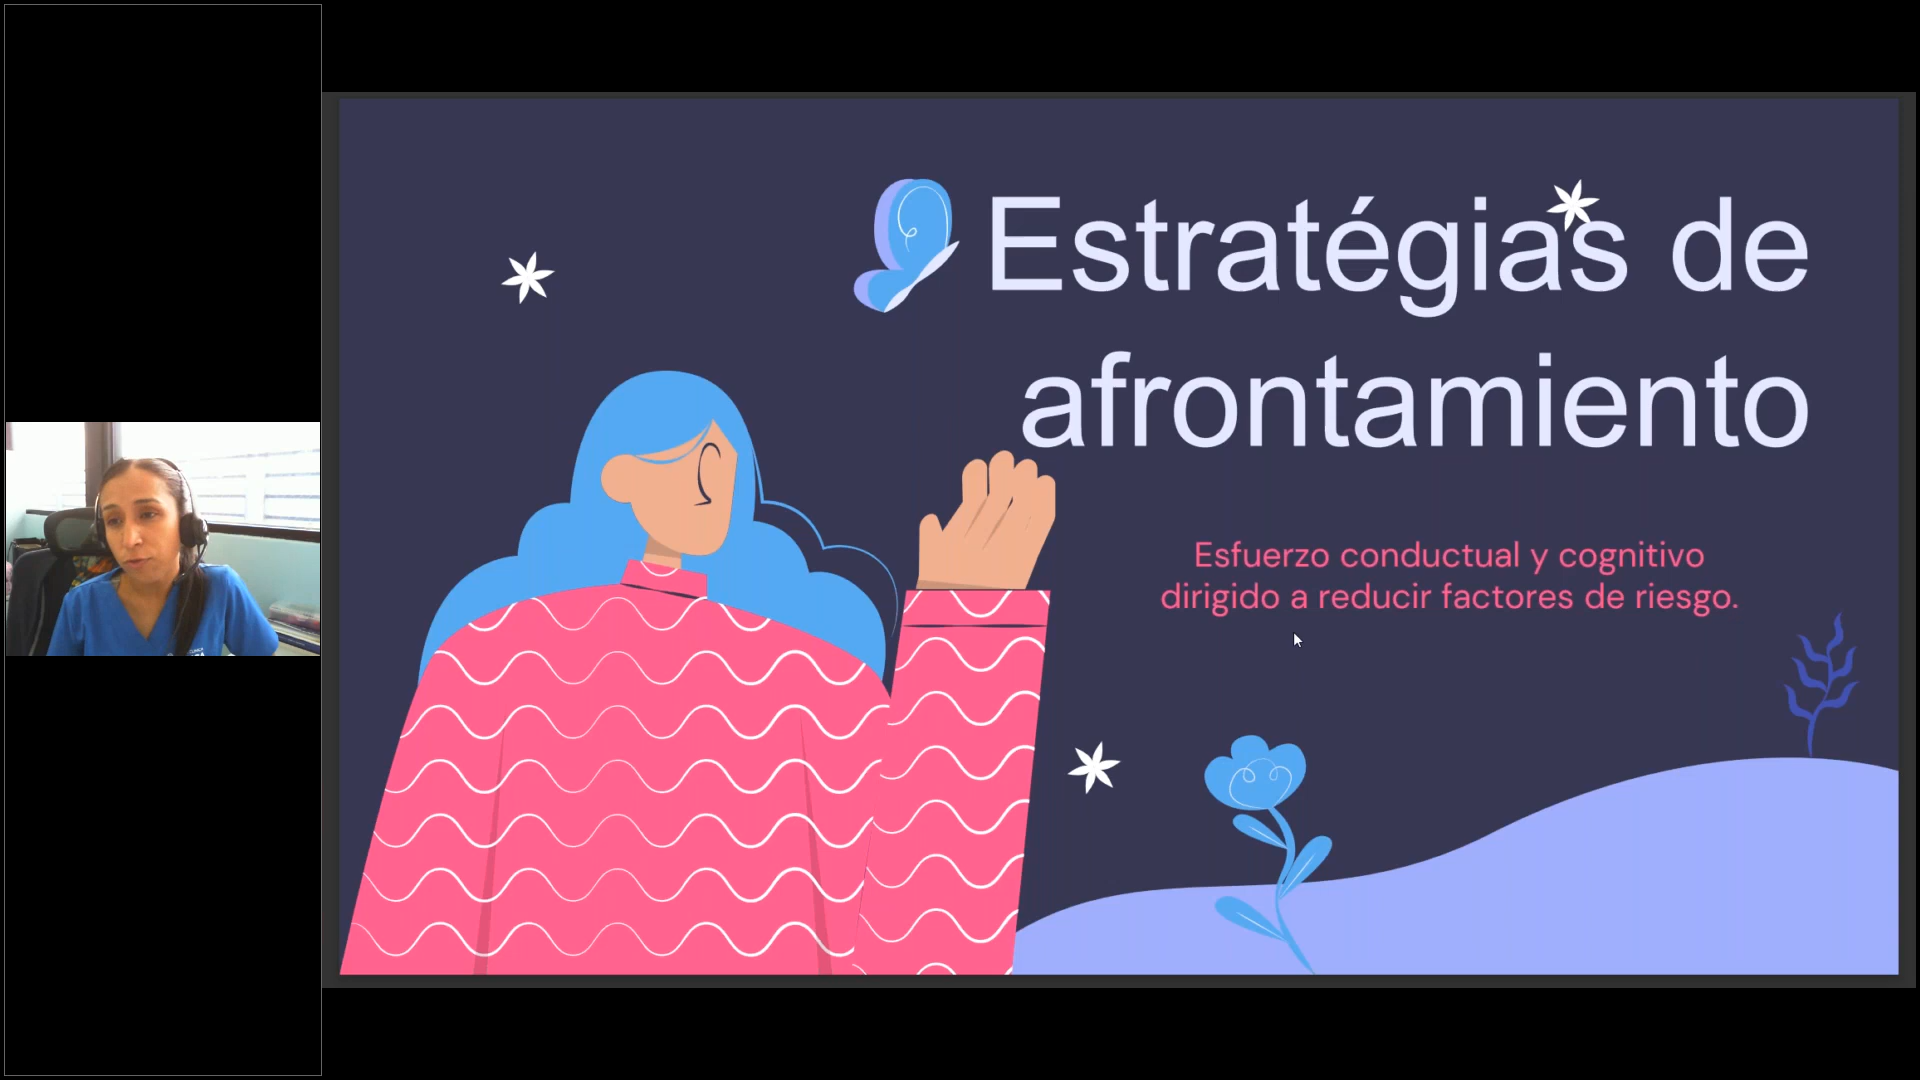 Estratégias de
afrontamiento
Esfuerzo conductual y cognitivo
dirigido a reducir factores de riesgo.